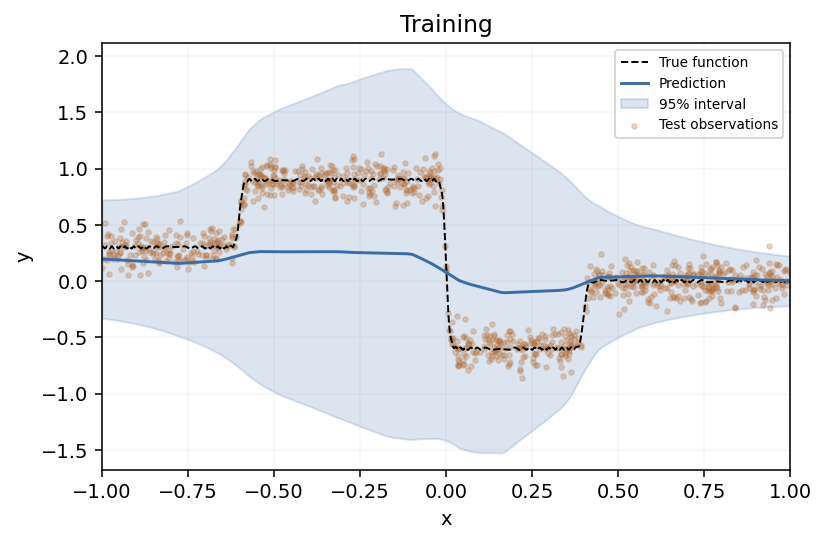 Training
2.0
1.5
1.0
0.5
0.0
−0.5
−1.0
−1.5
y
True function
Prediction
95% interval
Test observations
−1.00 −0.75 −0.50 −0.25 0.00 0.25 0.50 0.75 1.00
x